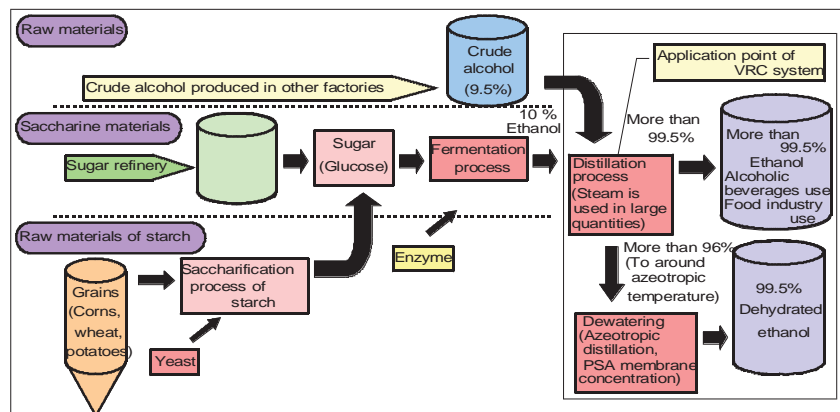 Raw materials
Crude alcohol produced in other factories
Crude
alcohol
(9.5%)
Application point of
VRC system
Saccharine materials
Sugar refinery
Sugar
(Glucose)
Fermentation
process
10 %
Ethanol
Distillation
process
(Steam is
used in large
quantities)
More than
99.5%
More than
99.5%
Ethanol
Alcoholic
beverages use
Food industry
use
Raw materials of starch
Grains
(Corns,
wheat,
potatoes)
Saccharification
process of
starch
Yeast
Enzyme
More than 96%
(To around
azeotropic
temperature)
Dewatering
(Azeotropic
distillation,
PSA membrane
concentration)
99.5%
Dehydrated
ethanol